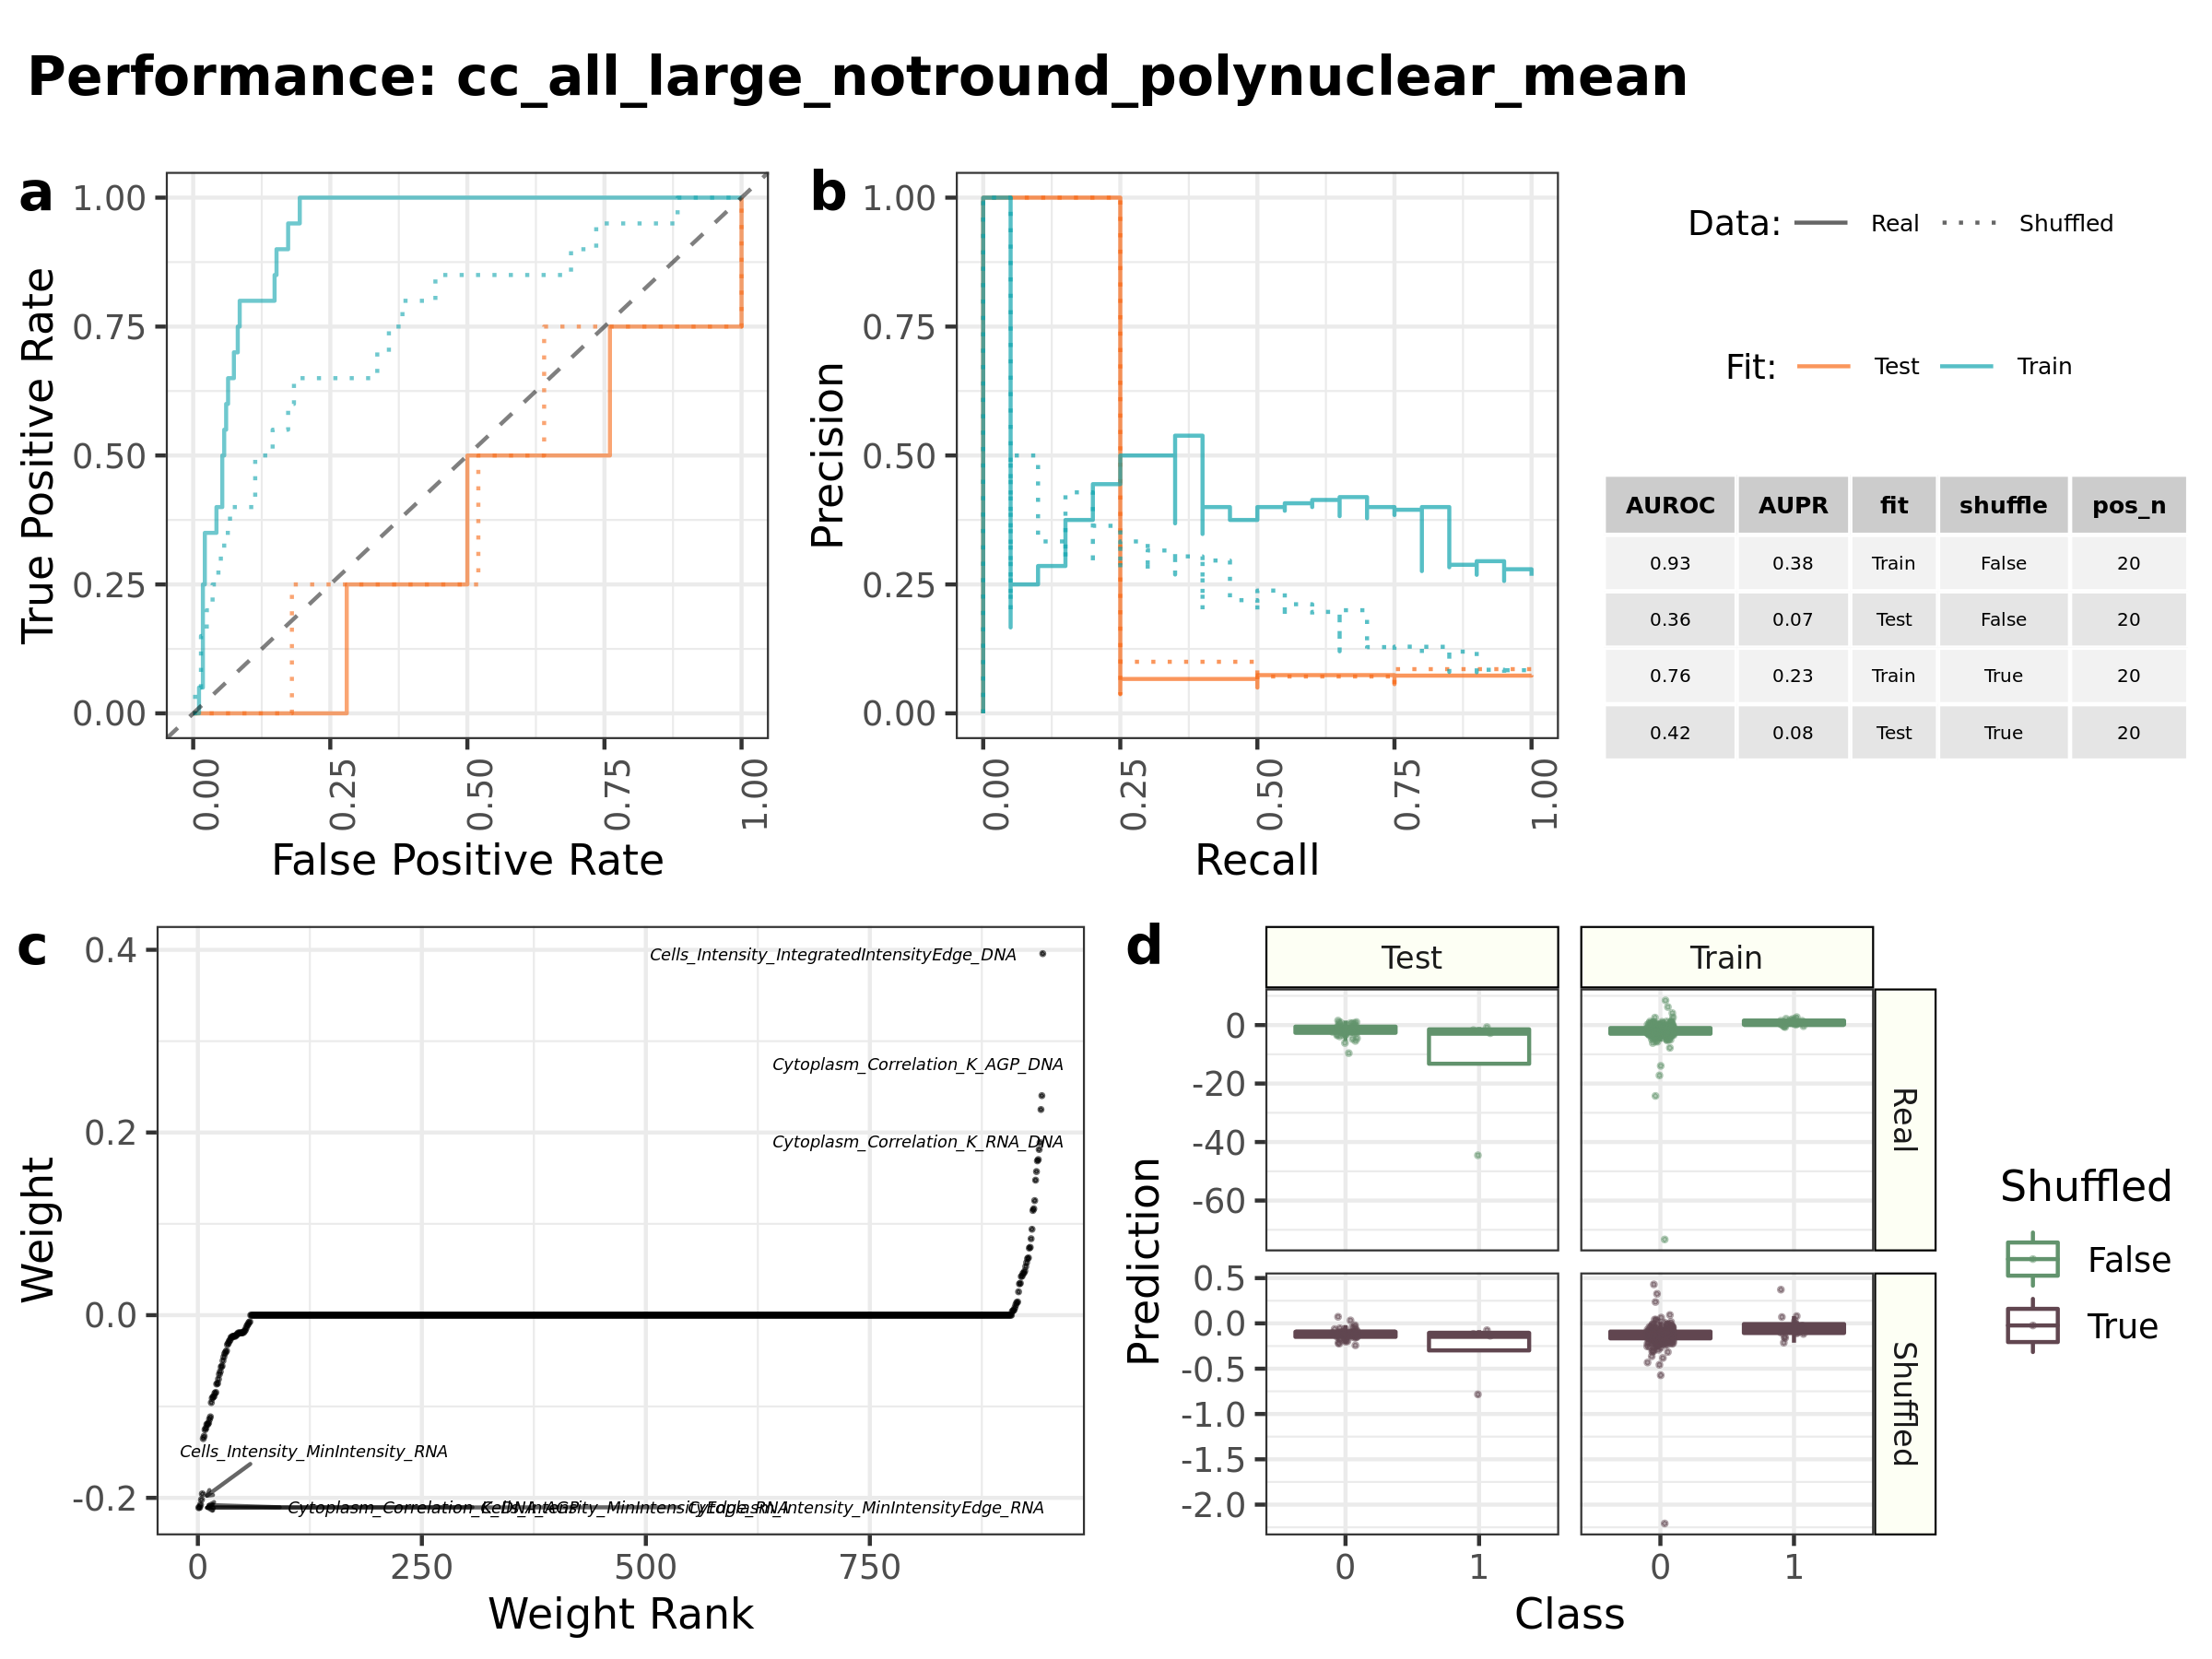 Performance: cc_all_large_notround_polynuclear_mean
a
1.00
0.75
0.50
0.25
0.00
True Positive Rate
0.00
0.25
0.50
0.75
1.00
False Positive Rate
b
1.00
0.75
0.50
0.25
0.00
Precision
0.00
0.25
0.50
0.75
1.00
Recall
Data: Real Shuffled
Fit: Test Train
AUROC AUPR fit shuffle pos_n
0.93 0.38 Train False 20
0.36 0.07 Test False 20
0.76 0.23 Train True 20
0.42 0.08 Test True 20
c
0.4
0.2
0.0
-0.2
Weight
Cells_Intensity_IntegratedIntensityEdge_DNA
Cytoplasm_Correlation_K_AGP_DNA
Cytoplasm_Correlation_K_RNA_DNA
Cells_Intensity_MinIntensity_RNA
Cytoplasm_Correlation_K_DNA_AGP
Cells_Intensity_MinIntensityEdge_RNA
Cytoplasm_Intensity_MinIntensityEdge_RNA
0
250
500
750
Weight Rank
d
Test
Train
0
-20
-40
-60
Real
0.5
0.0
-0.5
-1.0
-1.5
-2.0
Shuffled
Prediction
0
1
0
1
Class
Shuffled
False
True